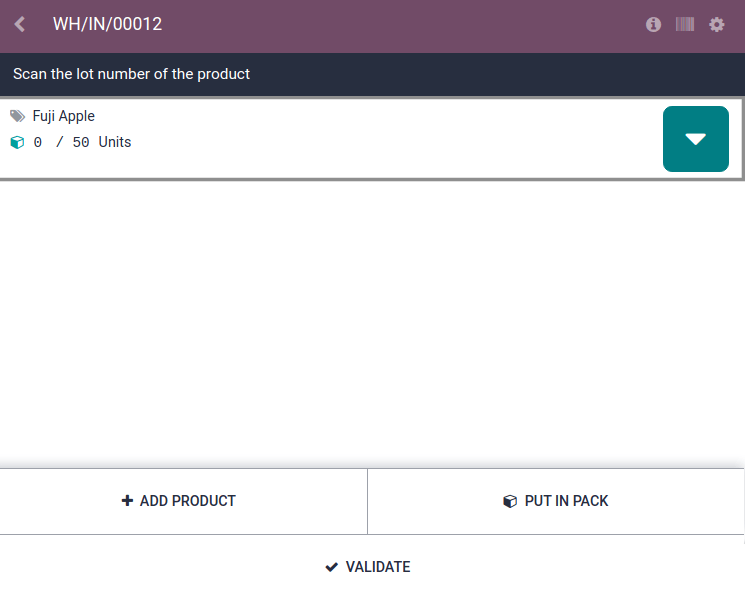 WH/IN/00012
Scan the lot number of the product
Fuji Apple
0 / 50 Units
ADD PRODUCT
PUT IN PACK
VALIDATE